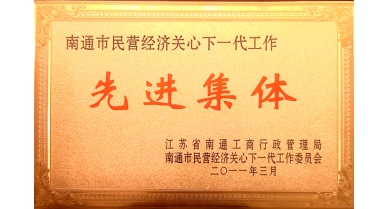 南通市民营经济关心下一代工作
先进集体
江苏省南通工商行政管理局
南通市民营经济关心下一代工作委员会
二〇一一年三月